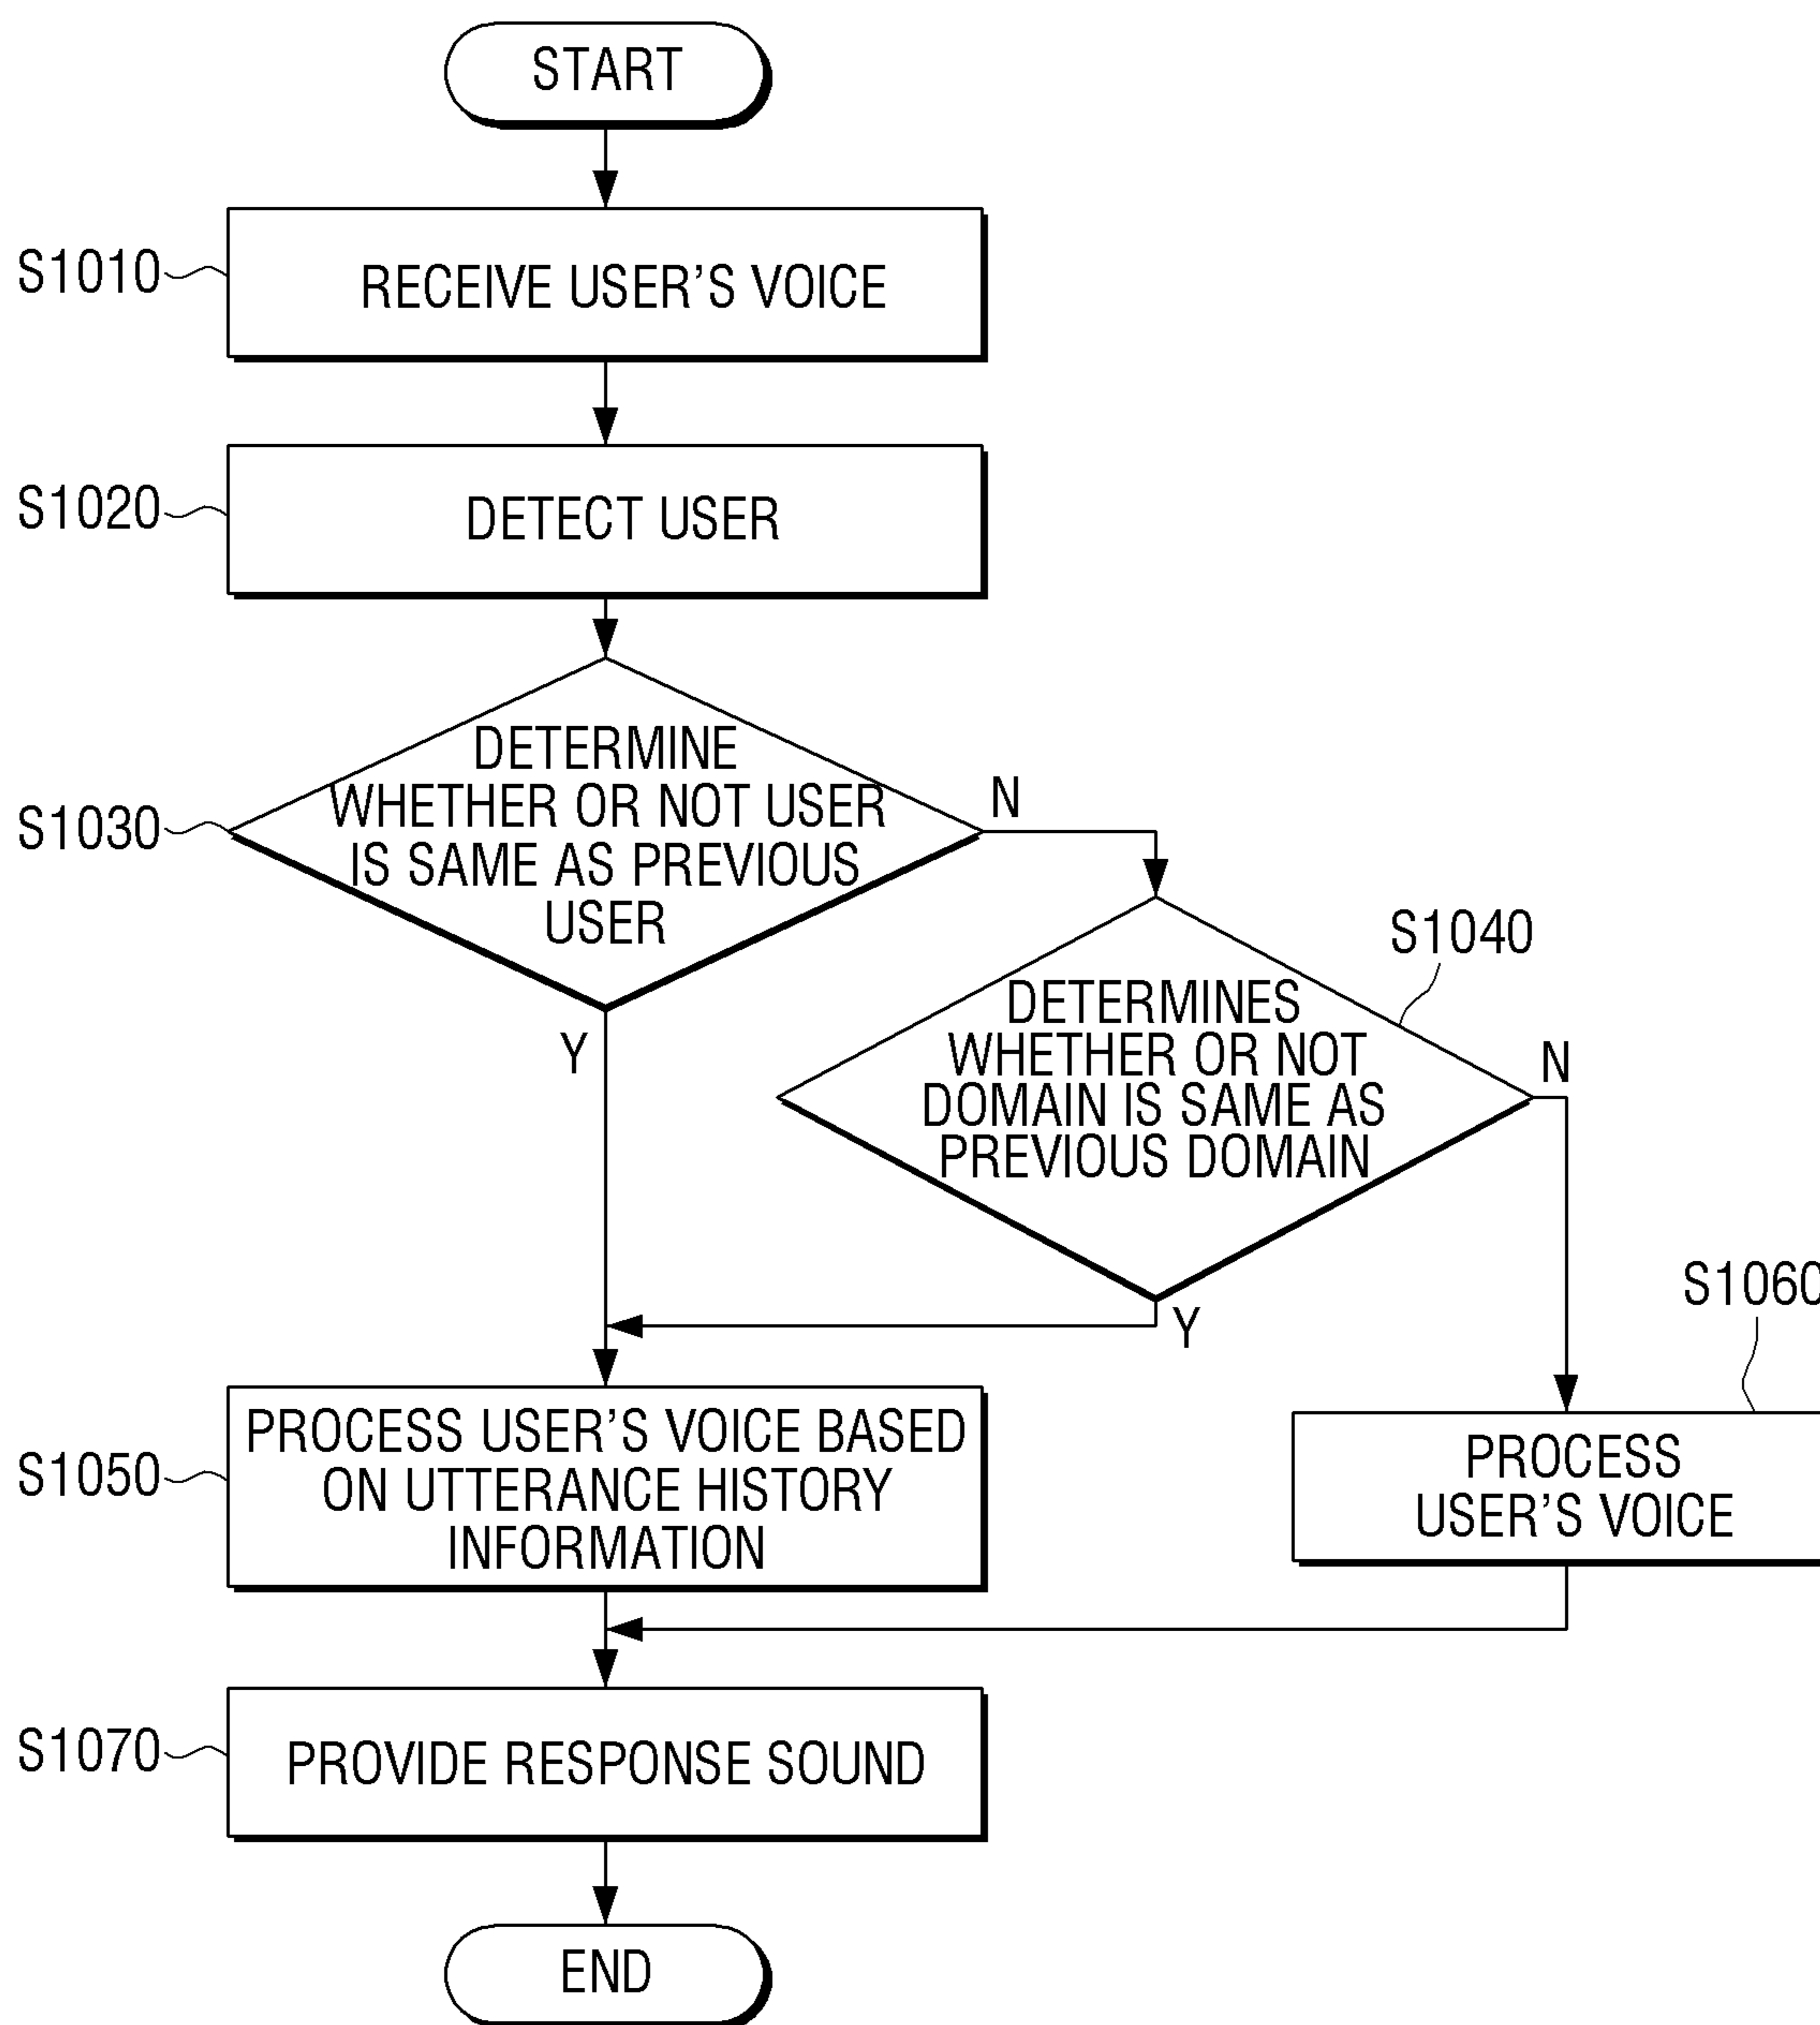 START
S1010
RECEIVE USER’S VOICE
S1020
DETECT USER
S1030
DETERMINE
WHETHER OR NOT USER
IS SAME AS PREVIOUS
USER
N
Y
S1040
DETERMINES
WHETHER OR NOT
DOMAIN IS SAME AS
PREVIOUS DOMAIN
N
Y
S1050
PROCESS USER’S VOICE BASED
ON UTTERANCE HISTORY
INFORMATION
S1060
PROCESS
USER’S VOICE
S1070
PROVIDE RESPONSE SOUND
END